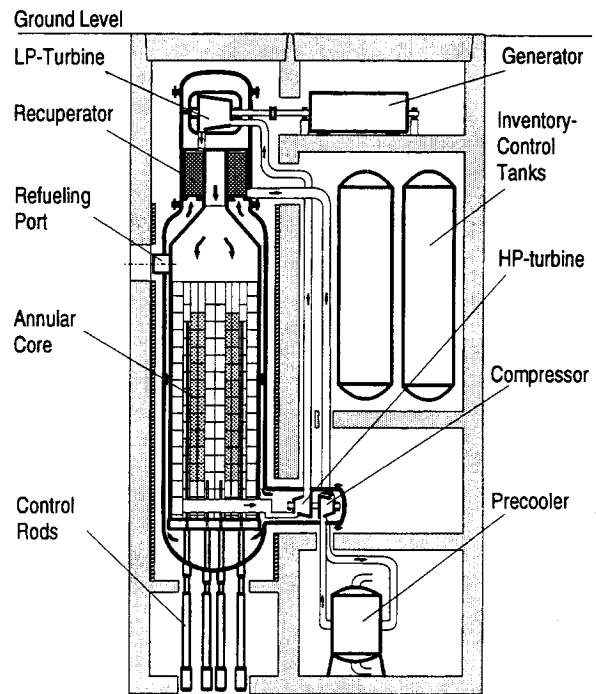 Ground Level
LP-Turbine
Recuperator
Refueling
Port
Annular
Core
Control
Rods
Generator
Inventory-
Control
Tanks
HP-turbine
Compressor
Precooler